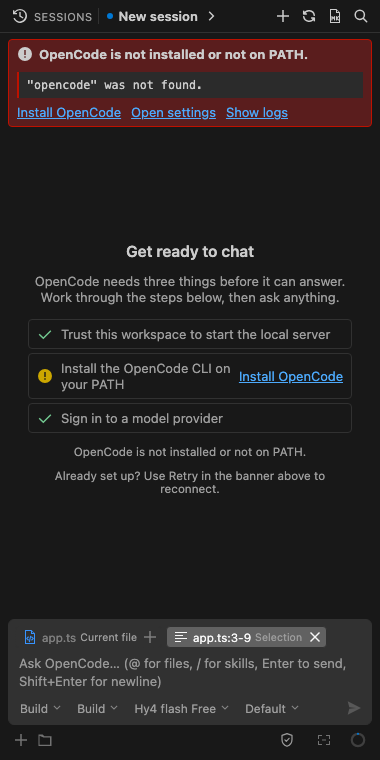 SESSIONS New session
OpenCode is not installed or not on PATH.
"opencode" was not found.
Install OpenCode Open settings Show logs
Get ready to chat
OpenCode needs three things before it can answer.
Work through the steps below, then ask anything.
Trust this workspace to start the local server
Install the OpenCode CLI on
your PATH
Install OpenCode
Sign in to a model provider
OpenCode is not installed or not on PATH.
Already set up? Use Retry in the banner above to
reconnect.
app.ts Current file app.ts:3-9 Selection
Ask OpenCode... (@ for files, / for skills, Enter to send,
Shift+Enter for newline)
Build Build Hy4 flash Free Default